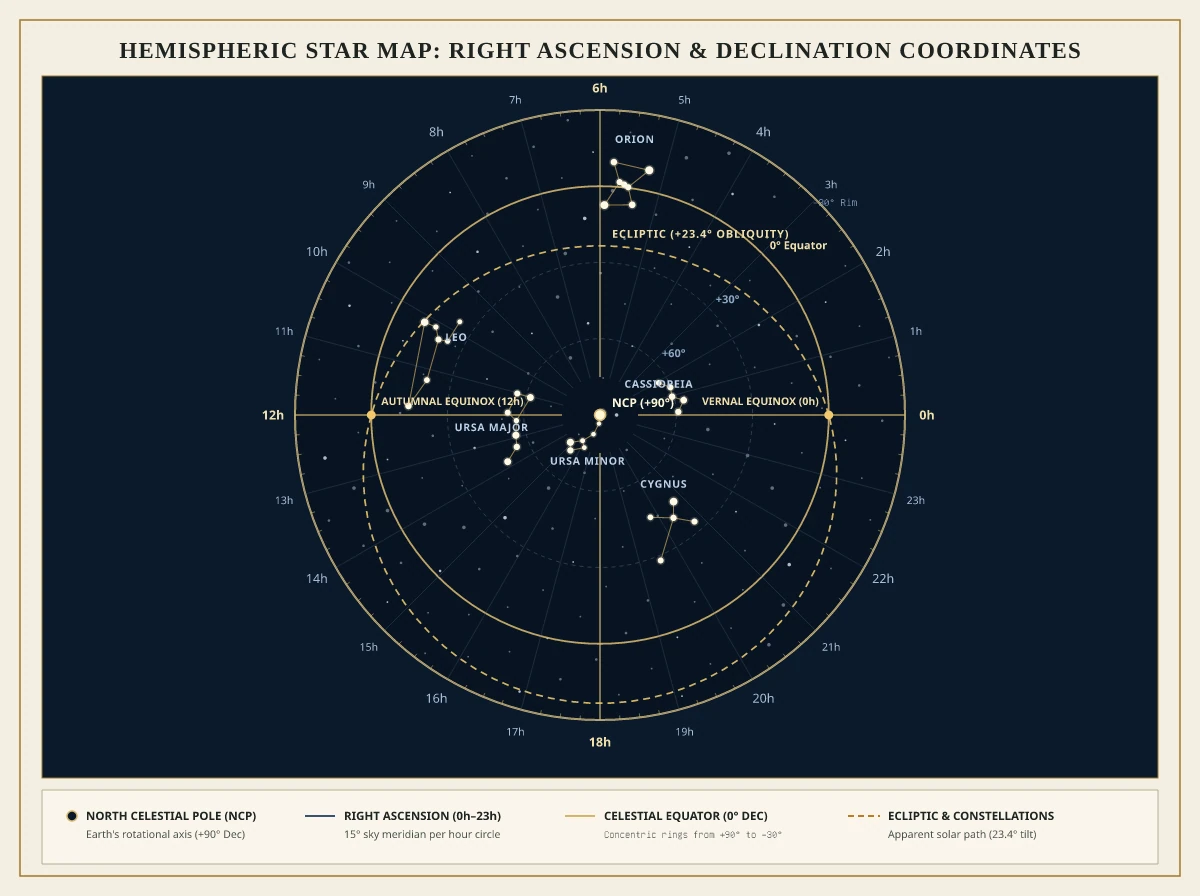 HEMISPHERIC STAR MAP: RIGHT ASCENSION & DECLINATION COORDINATES
6h
7h
5h
8h
4h
ORION
9h
3h
−30° Rim
ECLIPTIC (+23.4° OBLIQUITY)
0° Equator
10h
2h
+30°
11h
1h
LEO
+60°
CASSIOPEIA
AUTUMNAL EQUINOX (12h)
NCP (+90°)
VERNAL EQUINOX (0h)
12h
0h
URSA MAJOR
URSA MINOR
CYGNUS
13h
23h
14h
22h
15h
21h
16h
20h
17h
19h
18h
NORTH CELESTIAL POLE (NCP)
Earth's rotational axis (+90° Dec)
RIGHT ASCENSION (0h–23h)
15° sky meridian per hour circle
CELESTIAL EQUATOR (0° DEC)
Concentric rings from +90° to −30°
ECLIPTIC & CONSTELLATIONS
Apparent solar path (23.4° tilt)